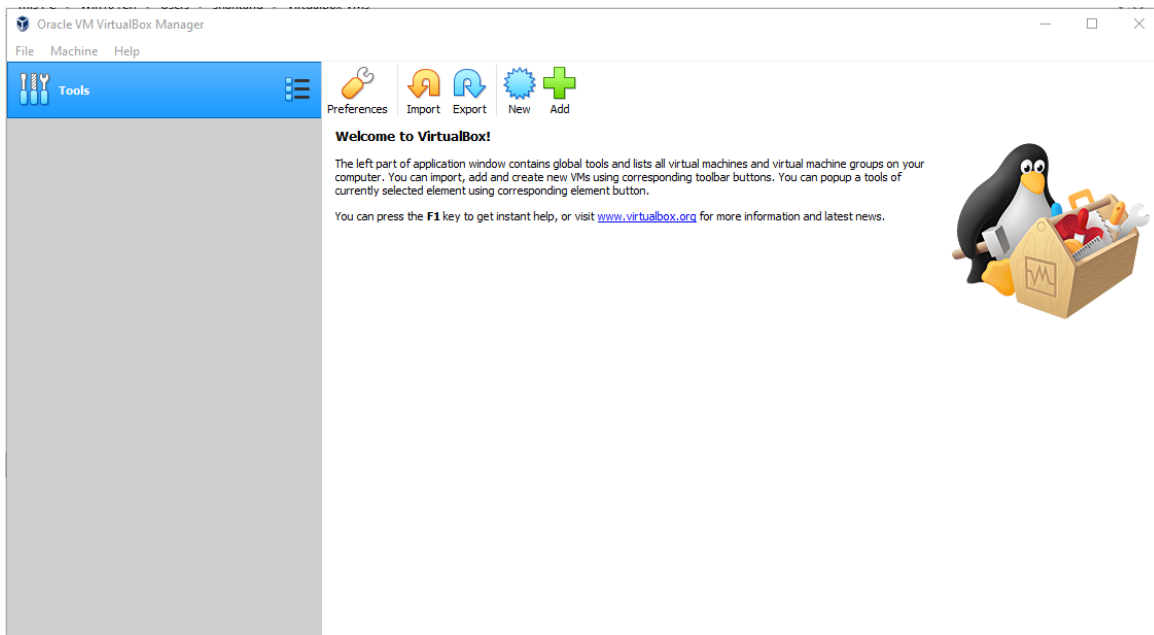 Oracle VM VirtualBox Manager
File Machine Help
Tools
Preferences Import Export New Add
Welcome to VirtualBox!
The left part of application window contains global tools and lists all virtual machines and virtual machine groups on your
computer. You can import, add and create new VMs using corresponding toolbar buttons. You can popup a tools of
currently selected element using corresponding element button.
You can press the F1 key to get instant help, or visit www.virtualbox.org for more information and latest news.